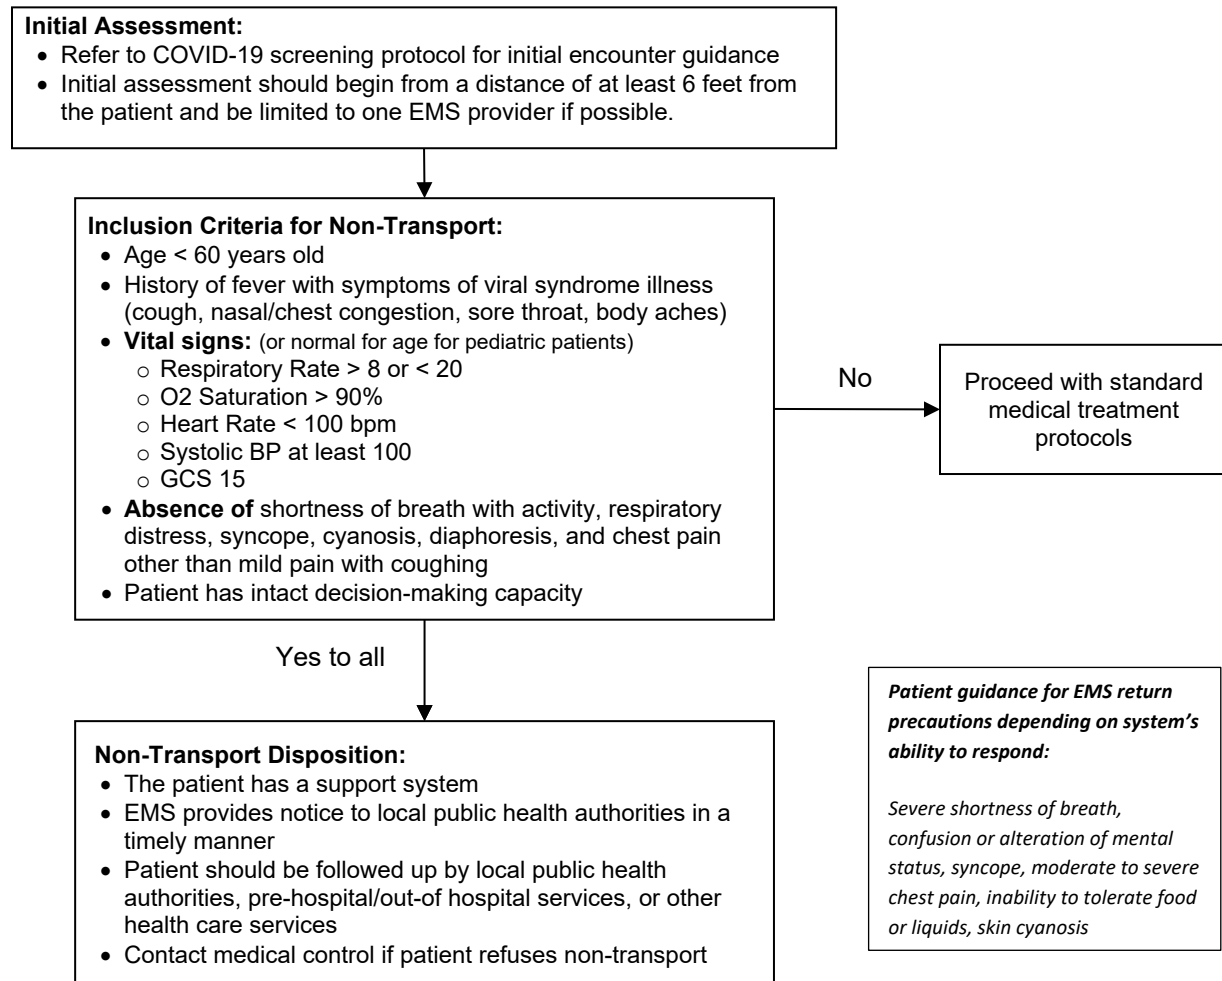 Initial Assessment:
• Refer to COVID-19 screening protocol for initial encounter guidance
• Initial assessment should begin from a distance of at least 6 feet from
the patient and be limited to one EMS provider if possible.
Inclusion Criteria for Non-Transport:
• Age < 60 years old
• History of fever with symptoms of viral syndrome illness
(cough, nasal/chest congestion, sore throat, body aches)
• Vital signs: (or normal for age for pediatric patients)
o Respiratory Rate > 8 or < 20
o O2 Saturation > 90%
o Heart Rate < 100 bpm
o Systolic BP at least 100
o GCS 15
• Absence of shortness of breath with activity, respiratory
distress, syncope, cyanosis, diaphoresis, and chest pain
other than mild pain with coughing
• Patient has intact decision-making capacity
No
Proceed with standard
medical treatment
protocols
Yes to all
Non-Transport Disposition:
• The patient has a support system
• EMS provides notice to local public health authorities in a
timely manner
• Patient should be followed up by local public health
authorities, pre-hospital/out-of hospital services, or other
health care services
• Contact medical control if patient refuses non-transport
Patient guidance for EMS return
precautions depending on system's
ability to respond:
Severe shortness of breath,
confusion or alteration of mental
status, syncope, moderate to severe
chest pain, inability to tolerate food
or liquids, skin cyanosis